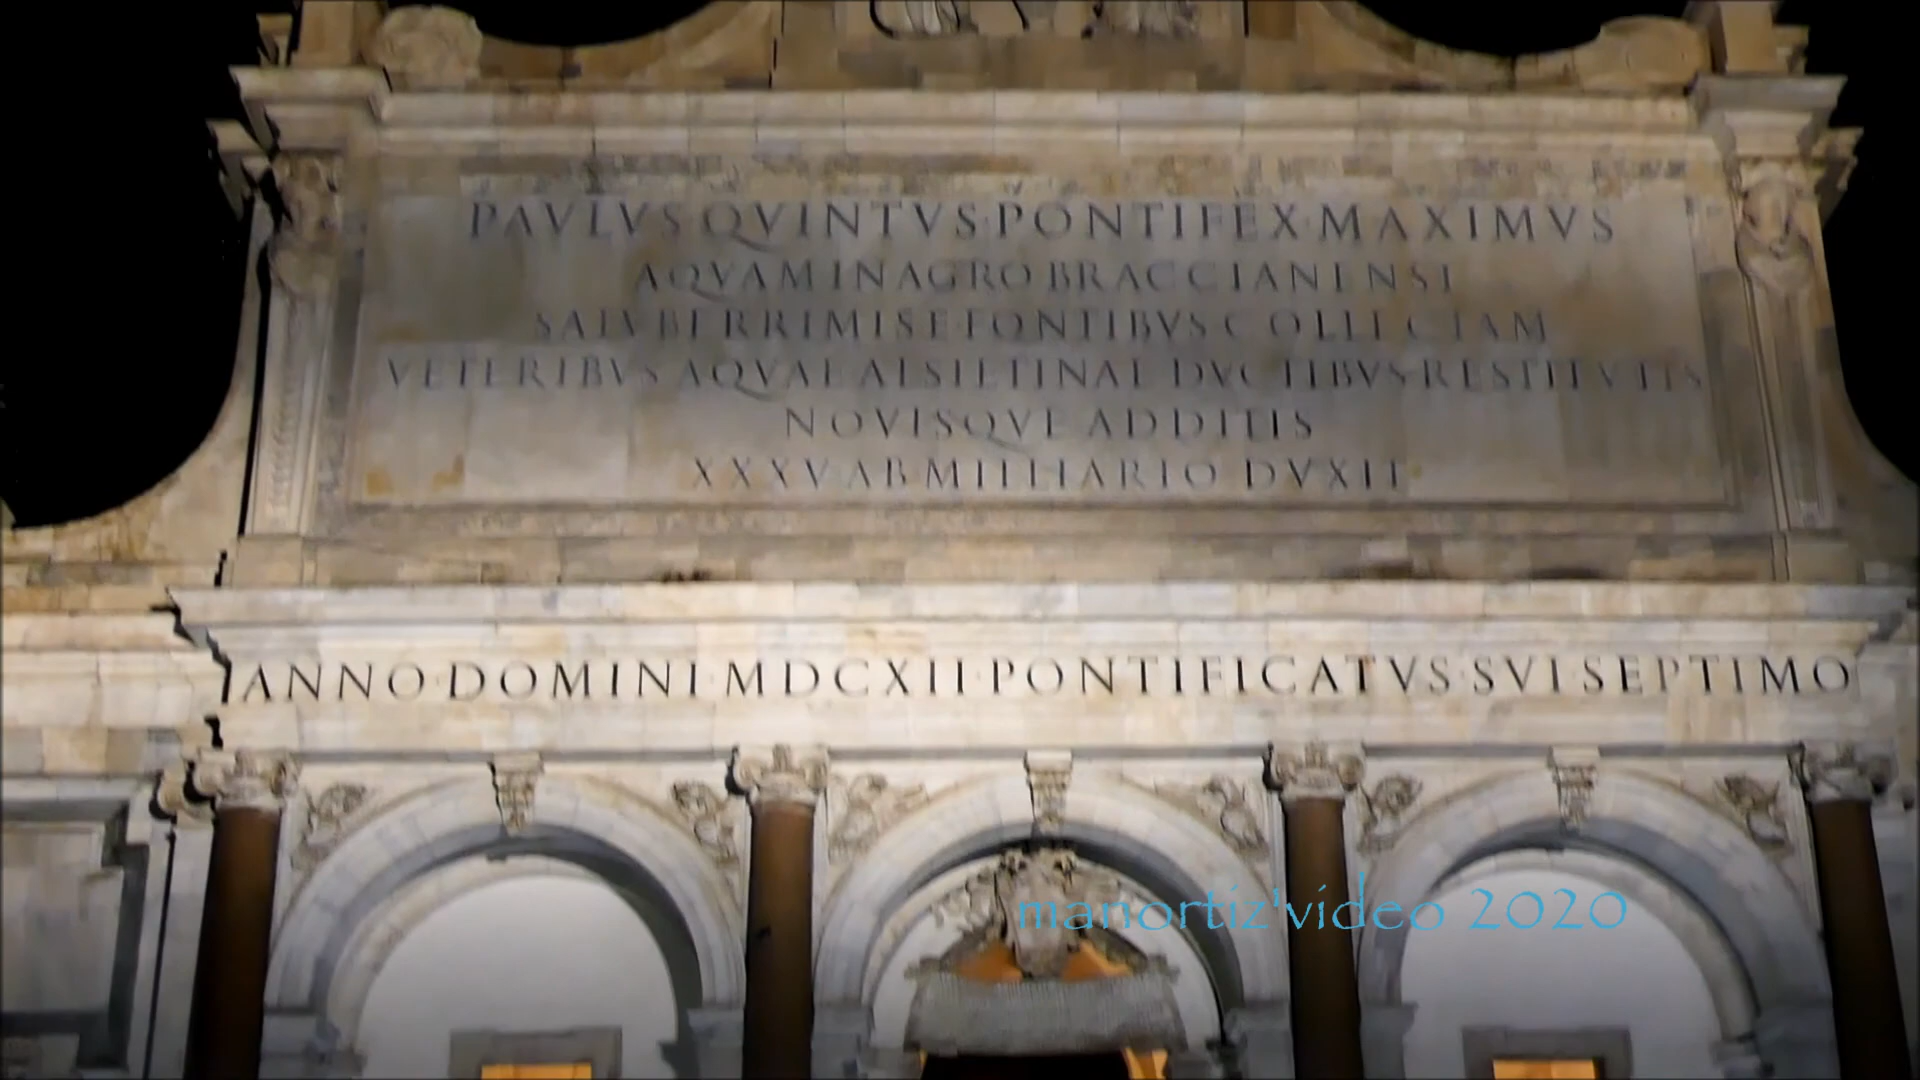 PAVLVS·QVINTVS·PONTIFEX·MAXIMVS
AQVAM IN AGRO BRACCIANENSI
SALVBERRIMIS E FONTIBVS COLLECTAM
VETERIBVS AQVAE ALSIETINAE DVCTIBVS RESTITVTIS
NOVISQVE ADDITIS
XXXV AB MILLIARIO DVXIT
ANNO·DOMINI·MDCXII·PONTIFICATVS·SVI·SEPTIMO
manortiz'video 2020